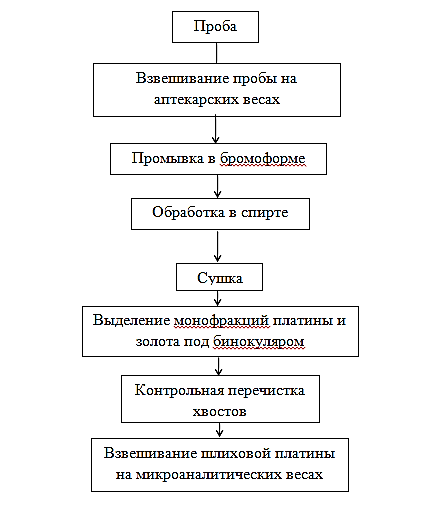 Проба
Взвешивание пробы на
аптекарских весах
Промывка в бромоформе
Обработка в спирте
Сушка
Выделение монофракций платины и
золота под бинокуляром
Контрольная перечистка
хвостов
Взвешивание шлиховой платины
на микроаналитических весах